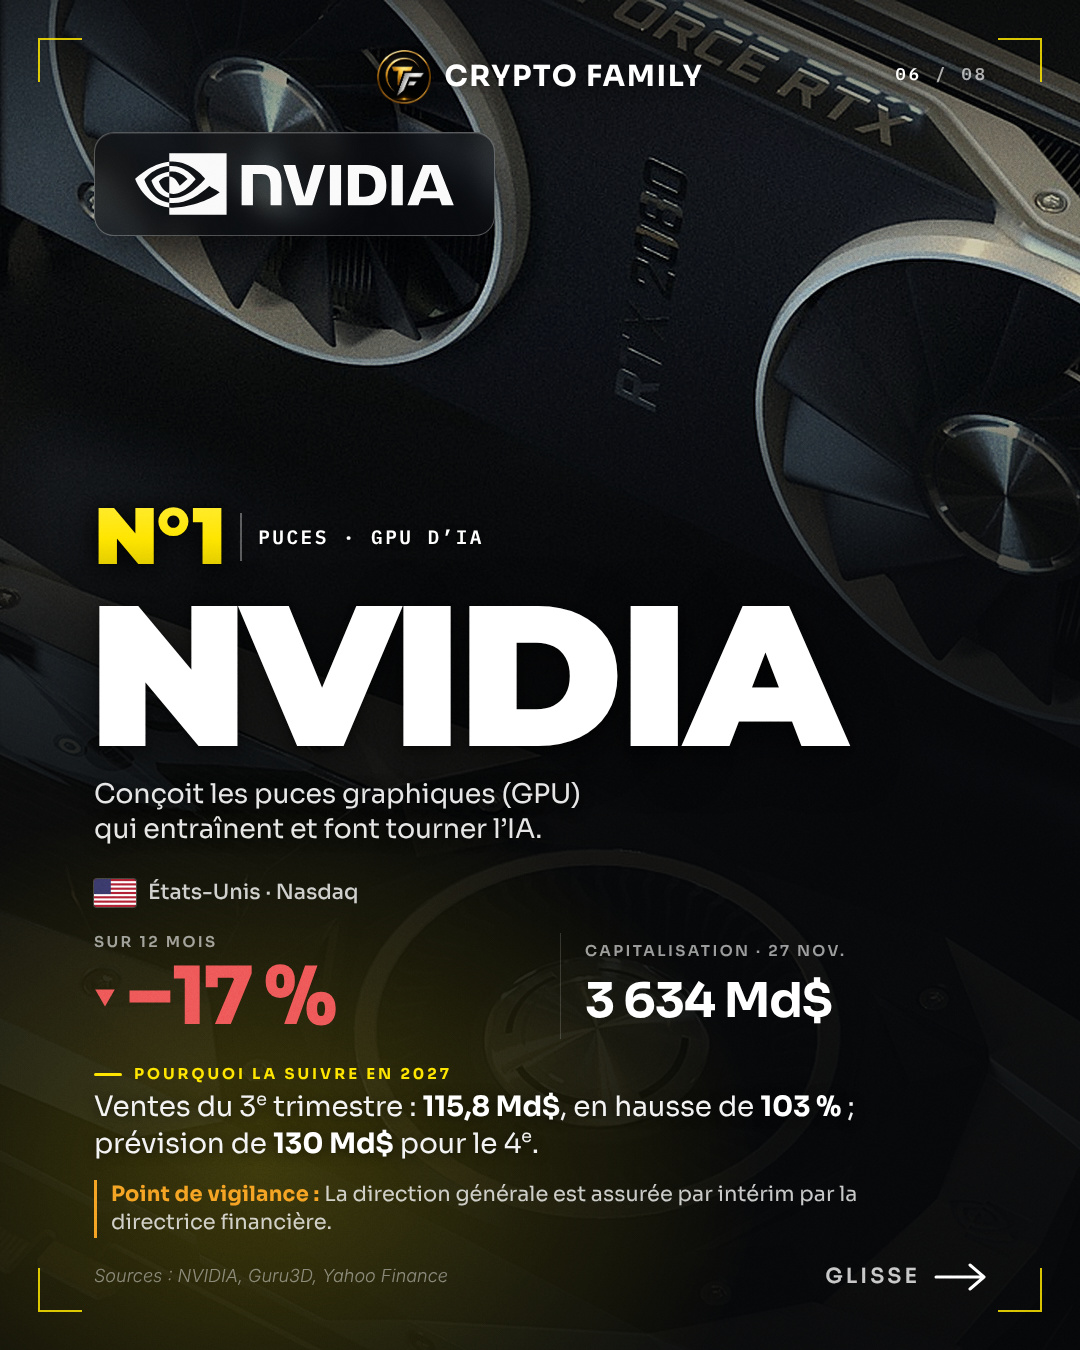 CRYPTO FAMILY
06 / 08
FORCE RTX
NVIDIA
RTX 2080
N°1
PUCES · GPU D’IA
NVIDIA
Conçoit les puces graphiques (GPU)
qui entraînent et font tourner l’IA.
États-Unis · Nasdaq
SUR 12 MOIS
▼ −17 %
CAPITALISATION · 27 NOV.
3 634 Md$
POURQUOI LA SUIVRE EN 2027
Ventes du 3e trimestre : 115,8 Md$, en hausse de 103 % ;
prévision de 130 Md$ pour le 4e.
Point de vigilance : La direction générale est assurée par intérim par la
directrice financière.
Sources : NVIDIA, Guru3D, Yahoo Finance
GLISSE